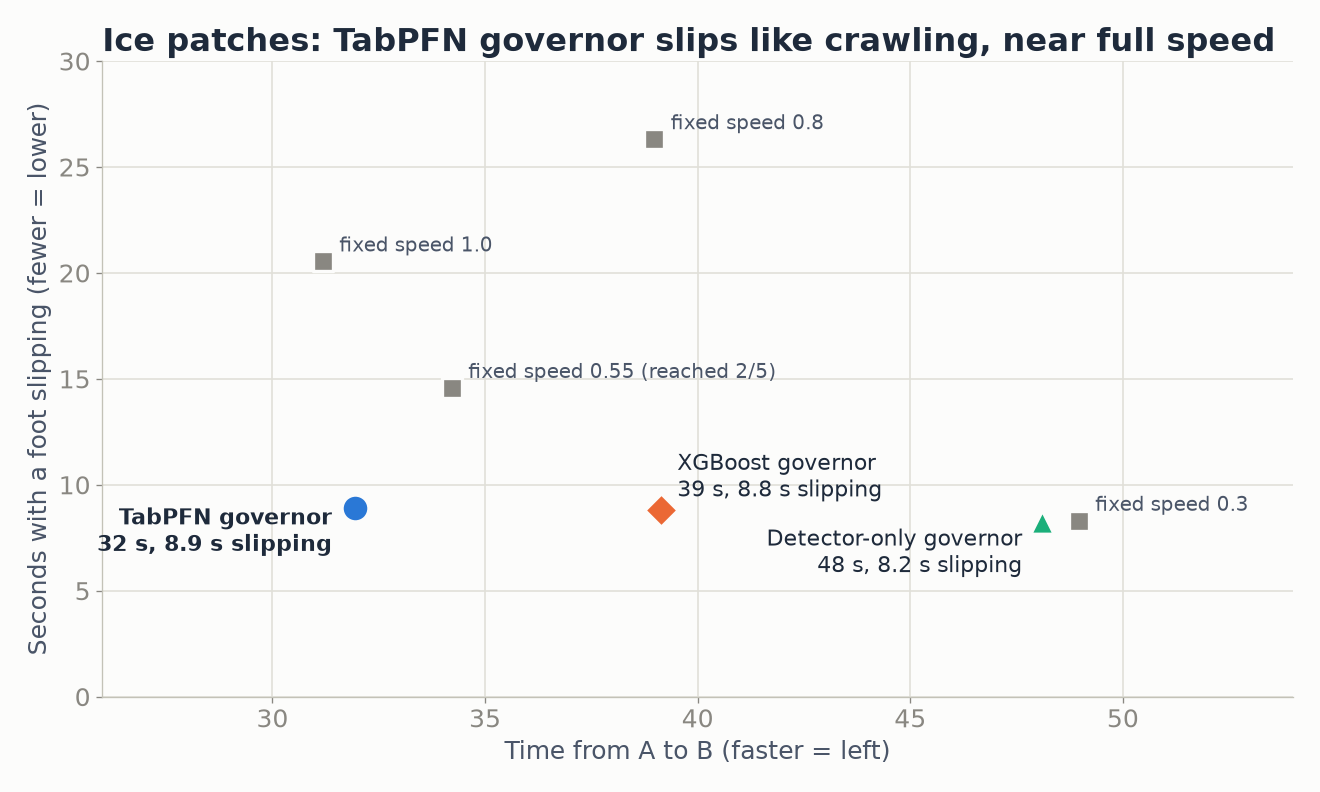 Ice patches: TabPFN governor slips like crawling, near full speed
Seconds with a foot slipping (fewer = lower)
30
25
20
15
10
5
0
fixed speed 0.8
fixed speed 1.0
fixed speed 0.55 (reached 2/5)
XGBoost governor
39 s, 8.8 s slipping
fixed speed 0.3
TabPFN governor
32 s, 8.9 s slipping
Detector-only governor
48 s, 8.2 s slipping
30
35
40
45
50
Time from A to B (faster = left)